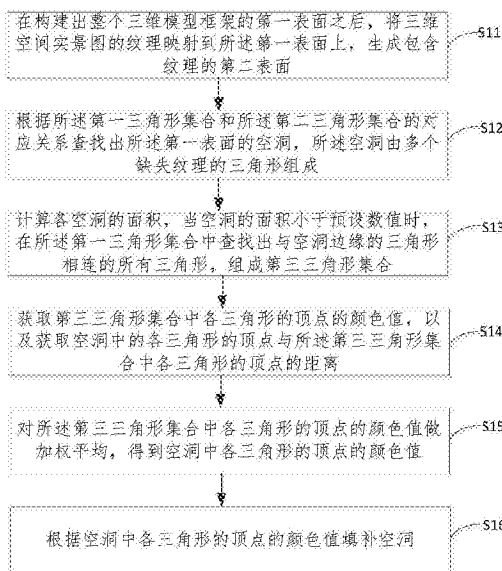 在构建出整个三维模型框架的第一表面之后，将三维
空间实景图的纹理映射到所述第一表面上，生成包含
纹理的第二表面
S11
根据所述第一三角形集合和所述第二三角形集合的对
应关系查找出所述第一表面的空洞，所述空洞由多个
缺失纹理的三角形组成
S12
计算各空洞的面积，当空洞的面积小于预设数值时，
在所述第一三角形集合中查找出与空洞边缘的三角形
相连的所有三角形，组成第三三角形集合
S13
获取第三三角形集合中各三角形的顶点的颜色值，以
及获取空洞中的各三角形的顶点与所述第三三角形集
合中各三角形的顶点的距离
S14
对所述第三三角形集合中各三角形的顶点的颜色值做
加权平均，得到空洞中各三角形的顶点的颜色值
S15
根据空洞中各三角形的顶点的颜色值填补空洞
S16